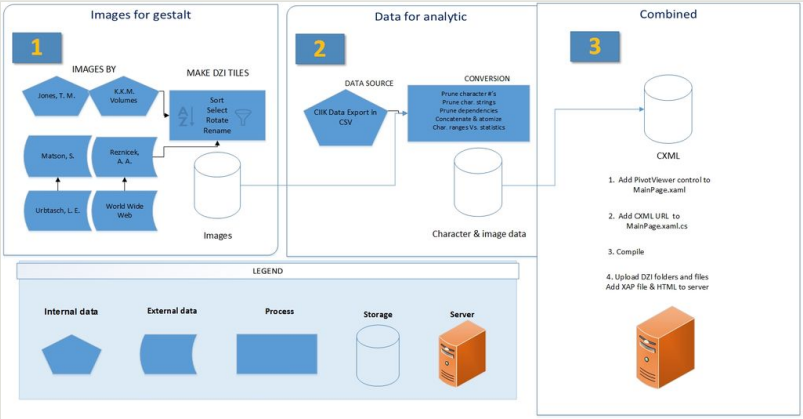 Images for gestalt
1
IMAGES BY
Jones, T. M.
K.K.M.
Volumes
MAKE DZI TILES
Sort
Select
Rotate
Rename
A
Z
Matson, S.
Reznicek,
A. A.
Urbtasch, L. E.
World Wide
Web
Images
Data for analytic
2
DATA SOURCE
CIIK Data Export in
CSV
CONVERSION
Prune character #'s
Prune char. strings
Prune dependencies
Concatenate & atomize
Char. ranges Vs. statistics
Character & image data
Combined
3
CXML
1. Add PivotViewer control to
MainPage.xaml
2. Add CXML URL to
MainPage.xaml.cs
3. Compile
4. Upload DZI folders and files
Add XAP file & HTML to server
LEGEND
Internal data
External data
Process
Storage
Server